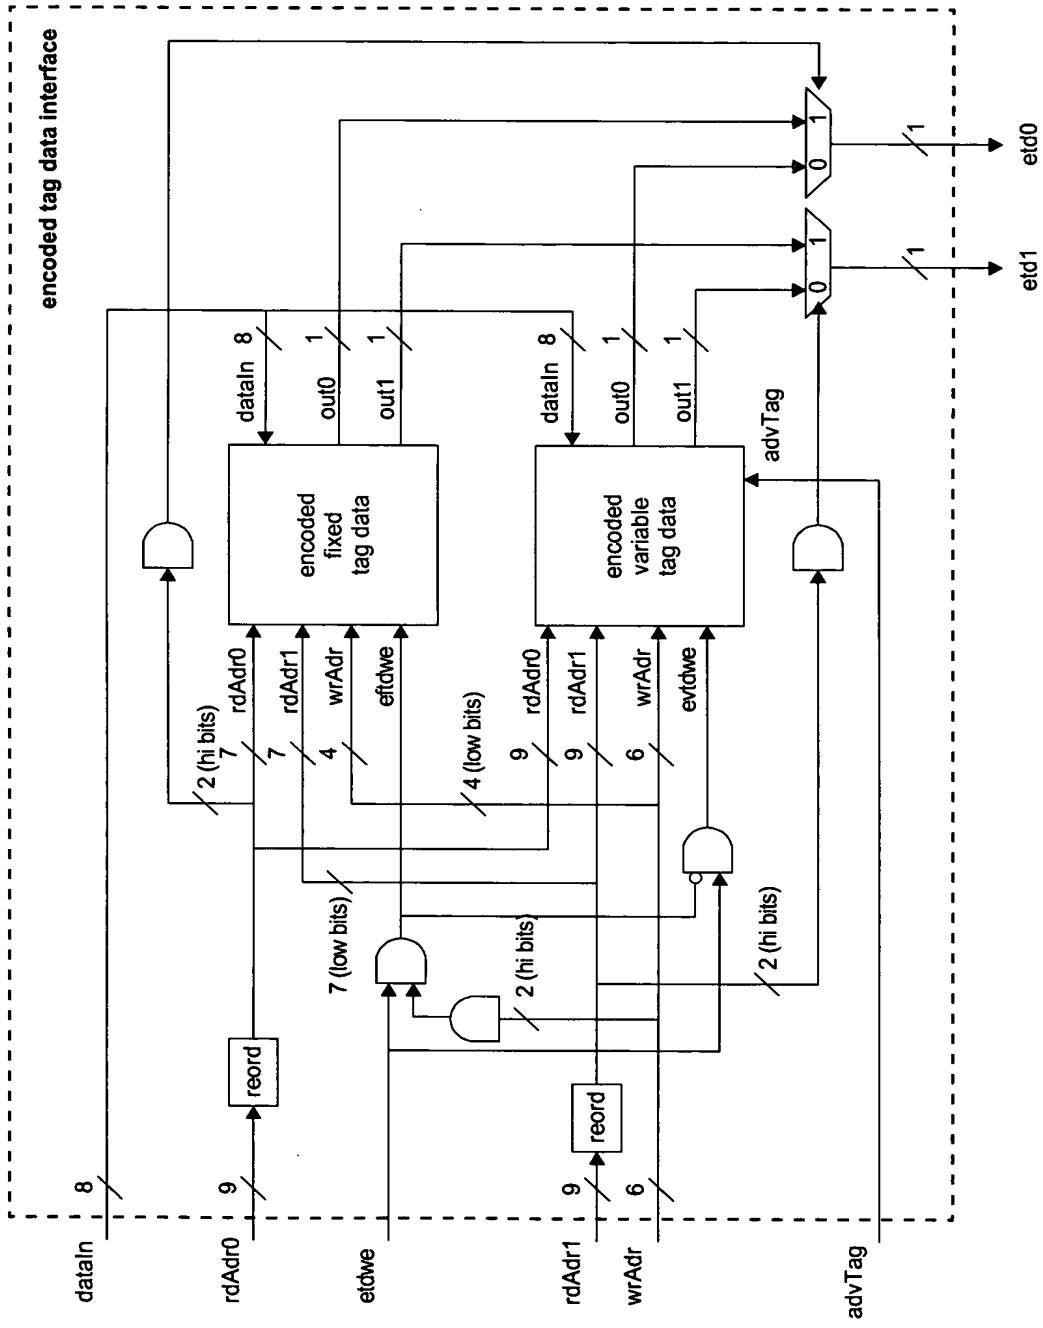 encoded tag data interface
dataIn
8
rdAdr0
9
reord
etdwe
rdAdr1
9
reord
wrAdr
6
advTag
2 (hi bits)
7
rdAdr0
7
rdAdr1
4
wrAdr
eftdwe
7 (low bits)
2 (hi bits)
4 (low bits)
9
rdAdr0
9
rdAdr1
6
wrAdr
evtdwe
2 (hi bits)
encoded
fixed
tag data
dataIn
8
out0
1
out1
1
encoded
variable
tag data
dataIn
8
out0
1
out1
1
advTag
0
1
0
1
1
etd0
1
etd1